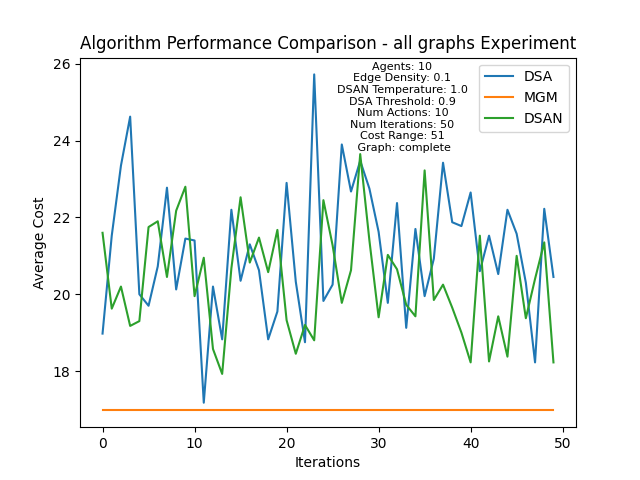 Algorithm Performance Comparison - all graphs Experiment
Agents: 10
Edge Density: 0.1
DSAN Temperature: 1.0
DSA Threshold: 0.9
Num Actions: 10
Num Iterations: 50
Cost Range: 51
Graph: complete
DSA
MGM
DSAN
Average Cost
26
24
22
20
18
0
10
20
30
40
50
Iterations